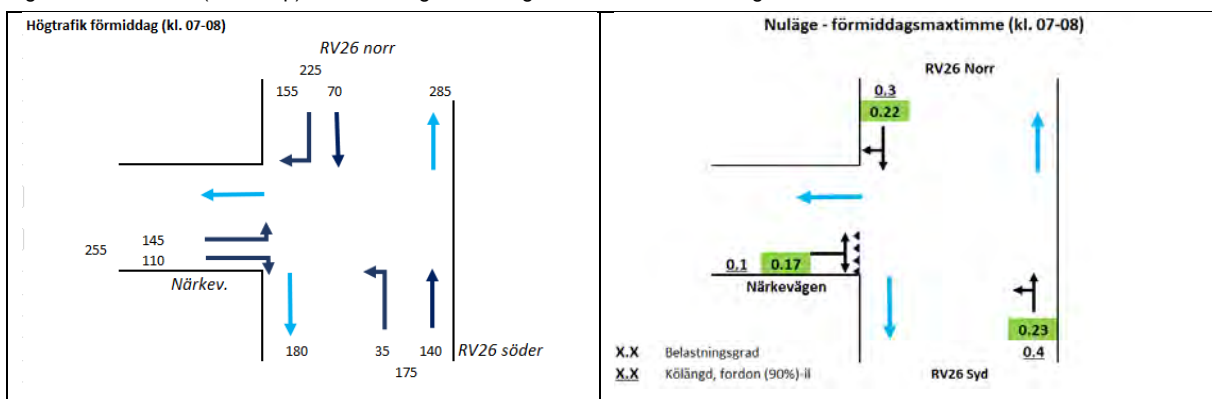 Högtrafik förmiddag (kl. 07-08)
RV26 norr
225
155 70 285
145
255
110
Närkev.
180 35 140 RV26 söder
175
Nuläge - förmiddagsmaxtimme (kl. 07-08)
RV26 Norr
0.3
0.22
0.1 0.17
Närkevägen
0.23
X.X Belastningsgrad 0.4
X.X Kölängd, fordon (90%)-il RV26 Syd